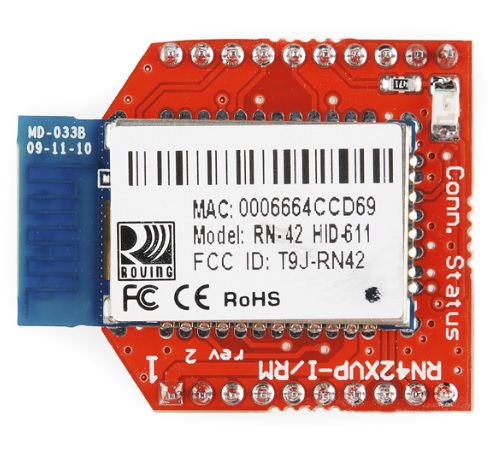 MD-033B
09-11-10
MAC: 0006664CCD69
Model: RN-42 HID-611
FCC ID: T9J-RN42
ROVING
FC CE RoHS
Conn. Status
rev 2
1
RN42XVP-I/RM